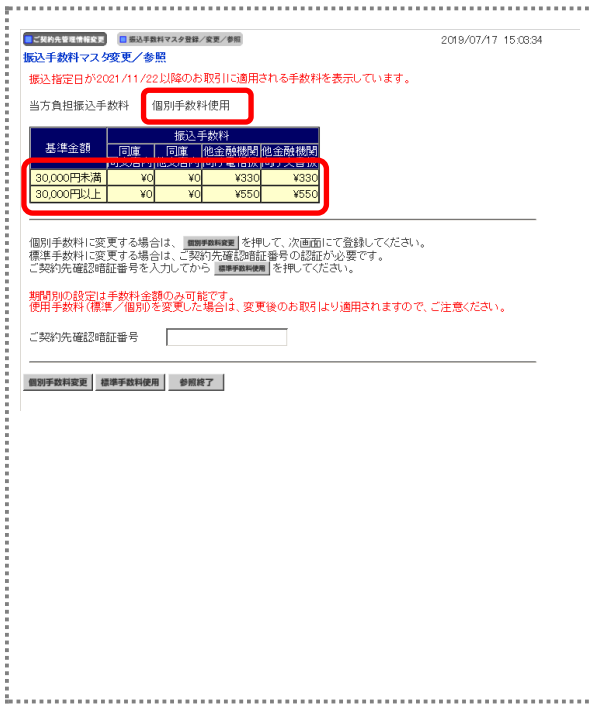 ご契約先管理情報変更 振込手数料マスタ登録／変更／参照 2019/07/17 15:03:34
振込手数料マスタ変更／参照
振込指定日が2021/11/22以降のお取引に適用される手数料を表示しています。
当方負担振込手数料 個別手数料使用
基準金額 振込手数料
同庫 同庫 他金融機関 他金融機関
30,000円未満 ¥0 ¥0 ¥330 ¥330
30,000円以上 ¥0 ¥0 ¥550 ¥550
個別手数料に変更する場合は、 個別手数料変更 を押して、次画面にて登録してください。
標準手数料に変更する場合は、ご契約先確認暗証番号の認証が必要です。
ご契約先確認暗証番号を入力してから 標準手数料使用 を押してください。
期間別の設定は手数料金額のみ可能です。
使用手数料（標準／個別）を変更した場合は、変更後のお取引より適用されますので、ご注意ください。
ご契約先確認暗証番号
個別手数料変更 標準手数料使用 参照終了